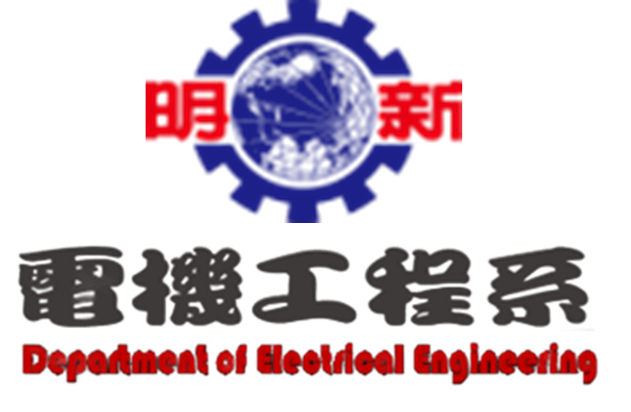 明新
電機工程系
Department of Electrical Engineering